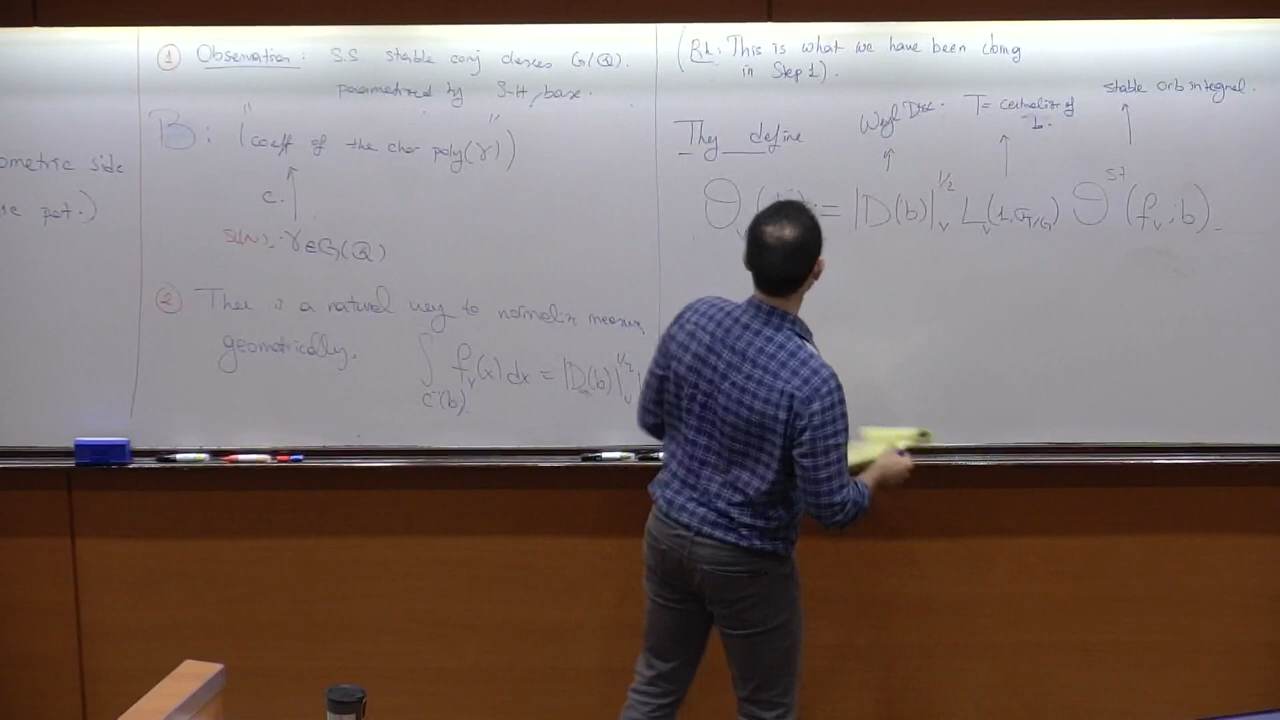 ometric side
① Observation: S.S stable conj classes G(Q).
parametrized by S-H base.
B: "(coeff of the char poly(γ))"
c. ↑
γ∈G(Q)
② There is a natural way to normalize measure
geometrically. ∫_{c⁻¹(b)} f_v(x) dx = |D(b)|_v^{1/2}
(Rk: This is what we have been doing
in Step 1).
They define
Weyl Disc.
T = centralizer of b.
stable orb integral.
:= |D(b)|_v^{1/2} L_v(1,σ_{T/G}) Θ^{st}(f_v, b).